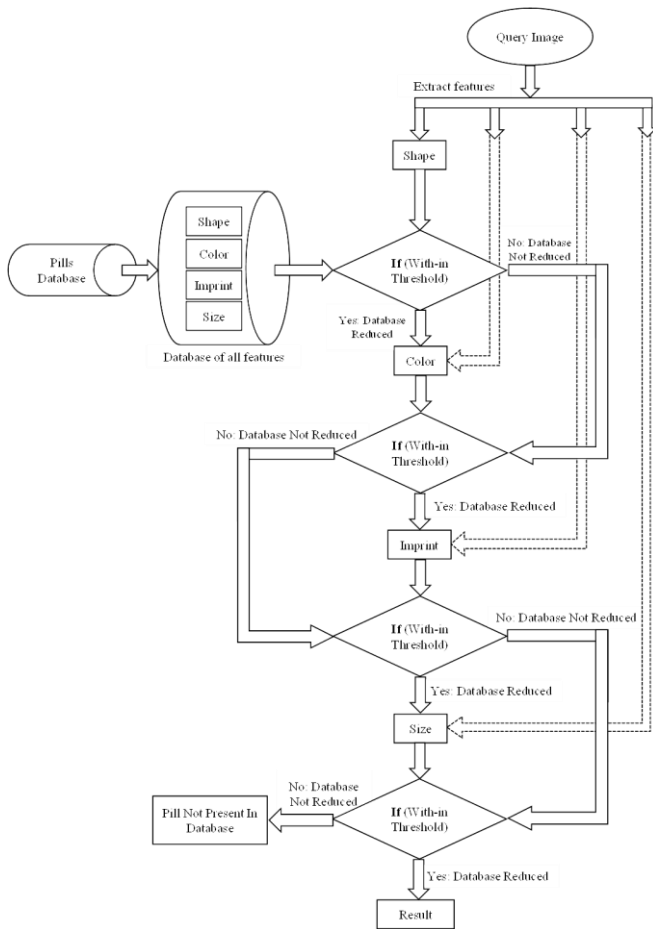 Query Image
Extract features
Shape
Shape
Color
Imprint
Size
Pills
Database
Database of all features
If (With-in
Threshold)
No: Database
Not Reduced
Yes: Database
Reduced
Color
No: Database Not Reduced
If (With-in
Threshold)
Yes: Database Reduced
Imprint
If (With-in
Threshold)
No: Database Not Reduced
Yes: Database Reduced
Size
No: Database
Not Reduced
If (With-in
Threshold)
Pill Not Present In
Database
Yes: Database Reduced
Result